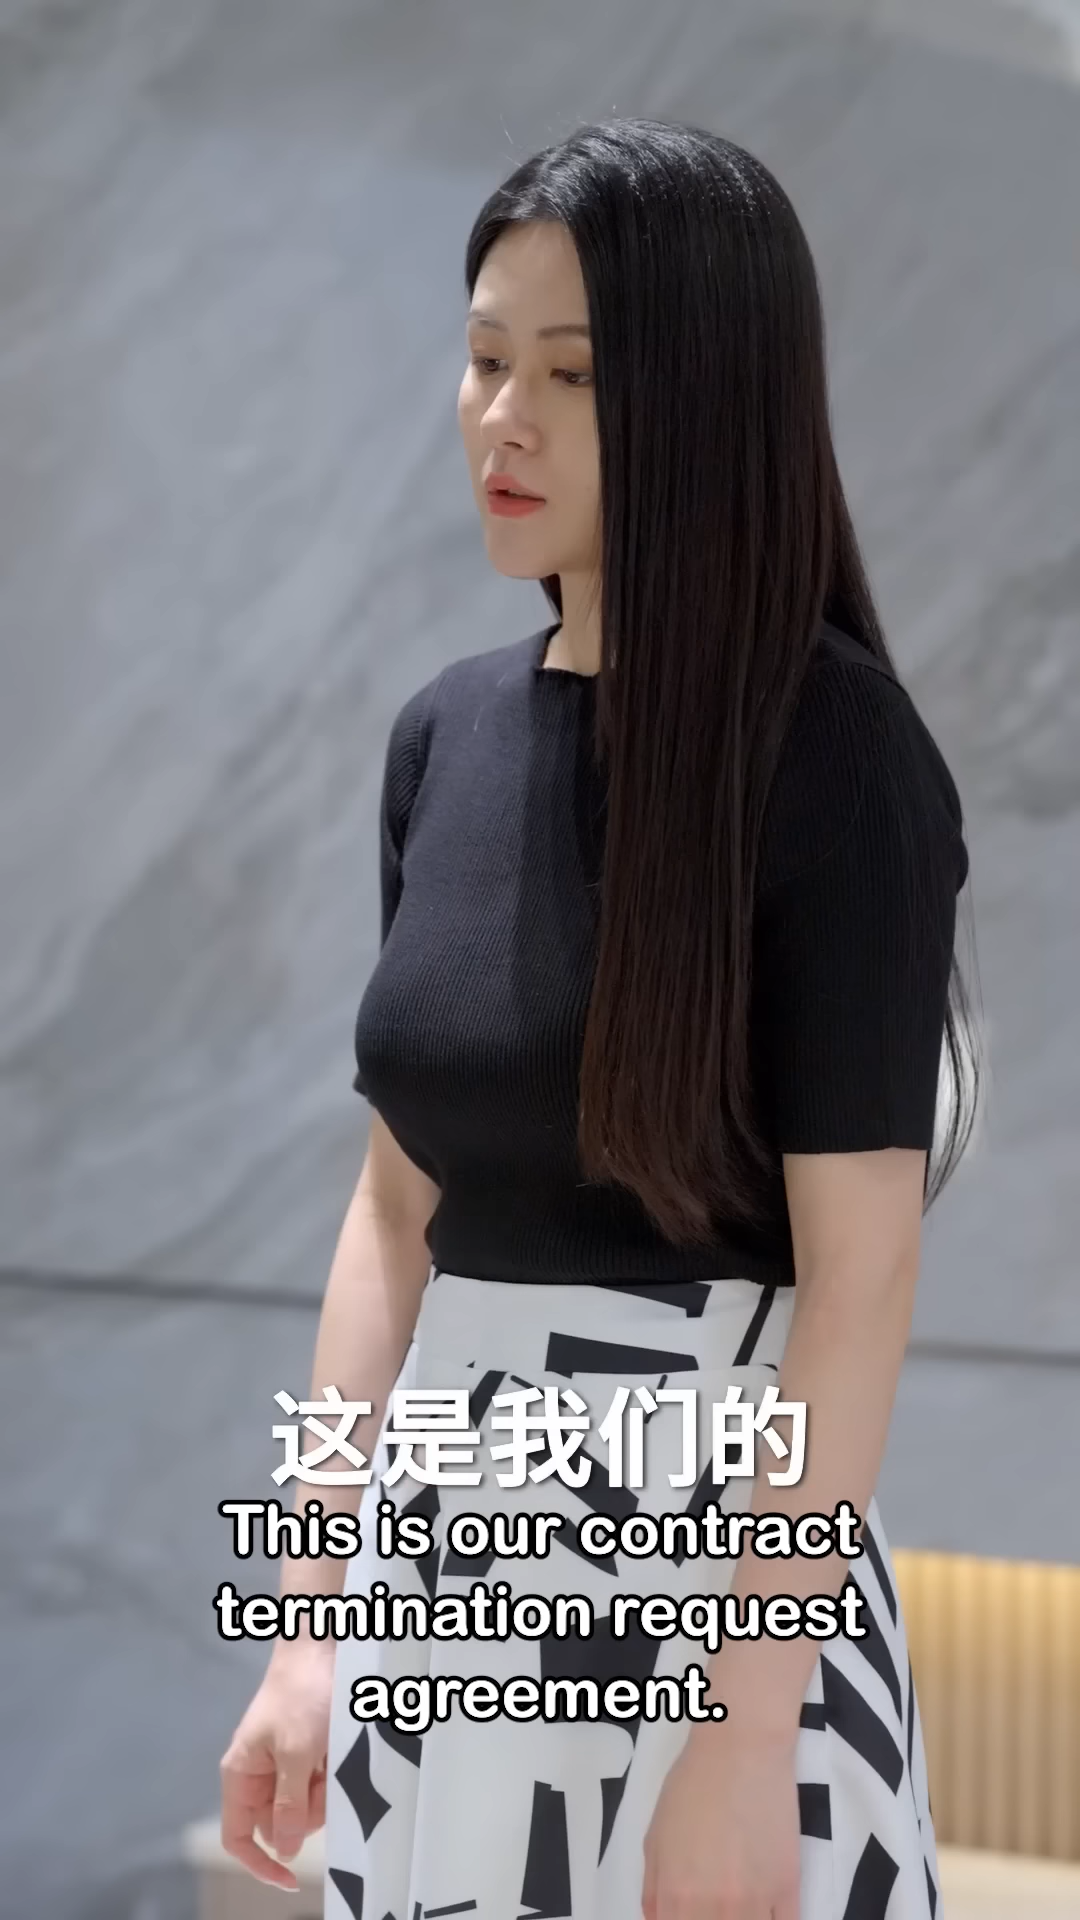 这是我们的
This is our contract
termination request
agreement.